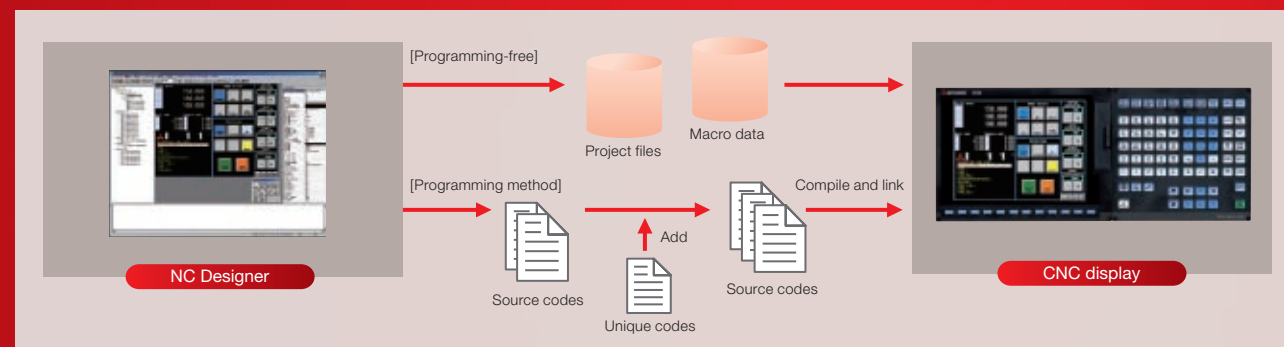 [Programming-free]
Project files
Macro data
[Programming method]
Source codes
Add
Unique codes
Source codes
Compile and link
NC Designer
CNC display